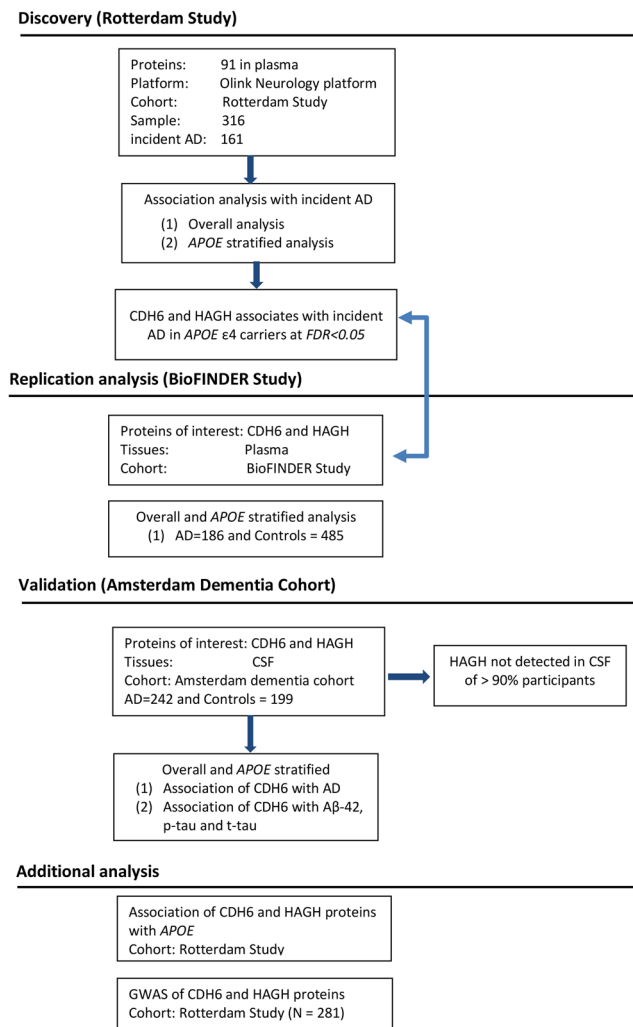 Discovery (Rotterdam Study)
Proteins: 91 in plasma
Platform: Olink Neurology platform
Cohort: Rotterdam Study
Sample: 316
incident AD: 161
Association analysis with incident AD
(1) Overall analysis
(2) APOE stratified analysis
CDH6 and HAGH associates with incident
AD in APOE ε4 carriers at FDR<0.05
Replication analysis (BioFINDER Study)
Proteins of interest: CDH6 and HAGH
Tissues: Plasma
Cohort: BioFINDER Study
Overall and APOE stratified analysis
(1) AD=186 and Controls = 485
Validation (Amsterdam Dementia Cohort)
Proteins of interest: CDH6 and HAGH
Tissues: CSF
Cohort: Amsterdam dementia cohort
AD=242 and Controls = 199
HAGH not detected in CSF
of > 90% participants
Overall and APOE stratified
(1) Association of CDH6 with AD
(2) Association of CDH6 with Aβ-42,
p-tau and t-tau
Additional analysis
Association of CDH6 and HAGH proteins
with APOE
Cohort: Rotterdam Study
GWAS of CDH6 and HAGH proteins
Cohort: Rotterdam Study (N = 281)